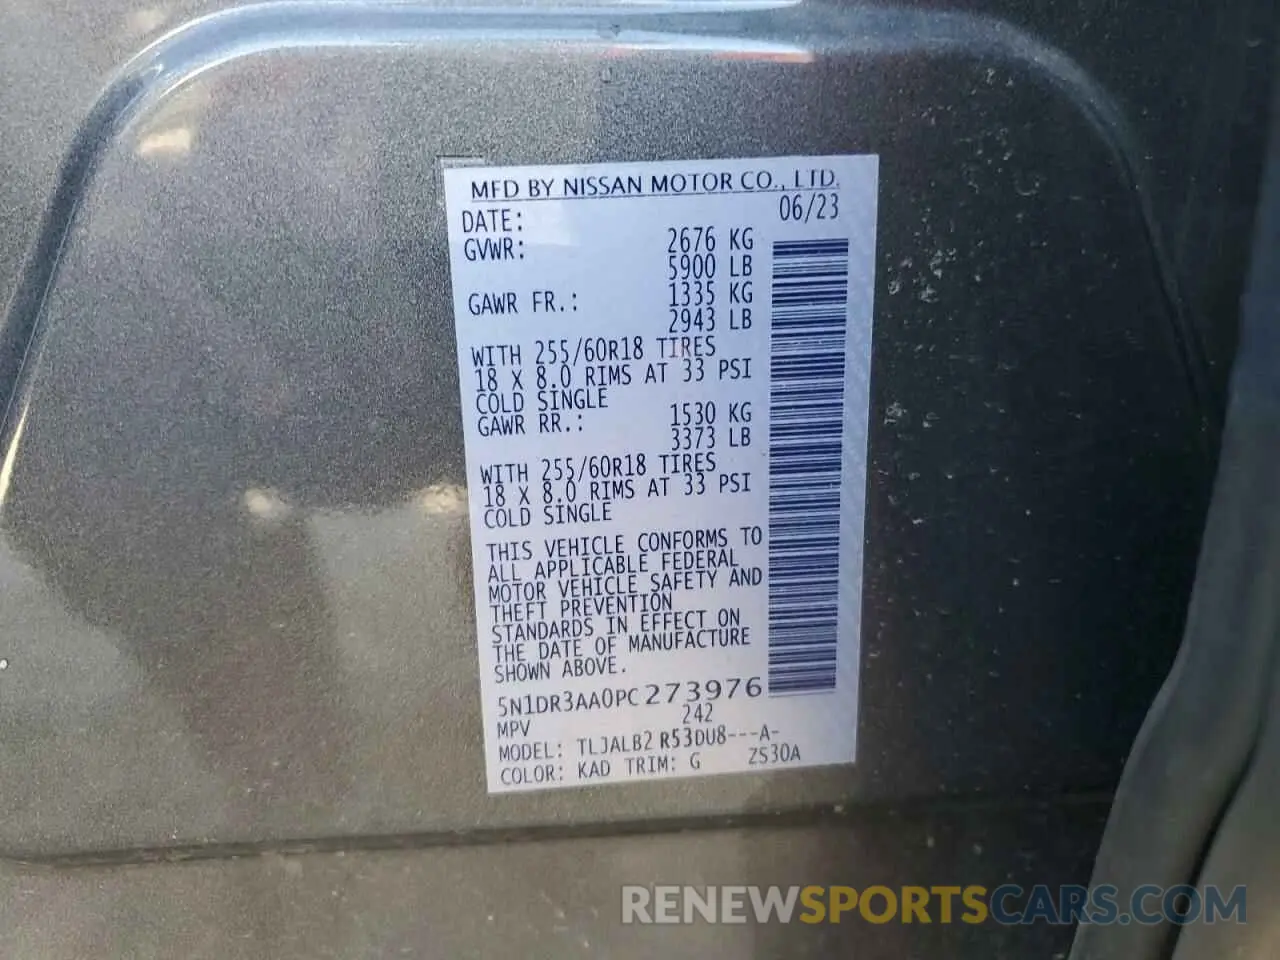 MFD BY NISSAN MOTOR CO., LTD.
DATE: 06/23
GVWR: 2676 KG
5900 LB
GAWR FR.: 1335 KG
2943 LB
WITH 255/60R18 TIRES
18 X 8.0 RIMS AT 33 PSI
COLD SINGLE
GAWR RR.: 1530 KG
3373 LB
WITH 255/60R18 TIRES
18 X 8.0 RIMS AT 33 PSI
COLD SINGLE
THIS VEHICLE CONFORMS TO
ALL APPLICABLE FEDERAL
MOTOR VEHICLE SAFETY AND
THEFT PREVENTION
STANDARDS IN EFFECT ON
THE DATE OF MANUFACTURE
SHOWN ABOVE.
5N1DR3AA0PC273976
MPV 242
MODEL: TLJALB2 R53DU8---A-
COLOR: KAD TRIM: G ZS30A
RENEWSPORTSCARS.COM